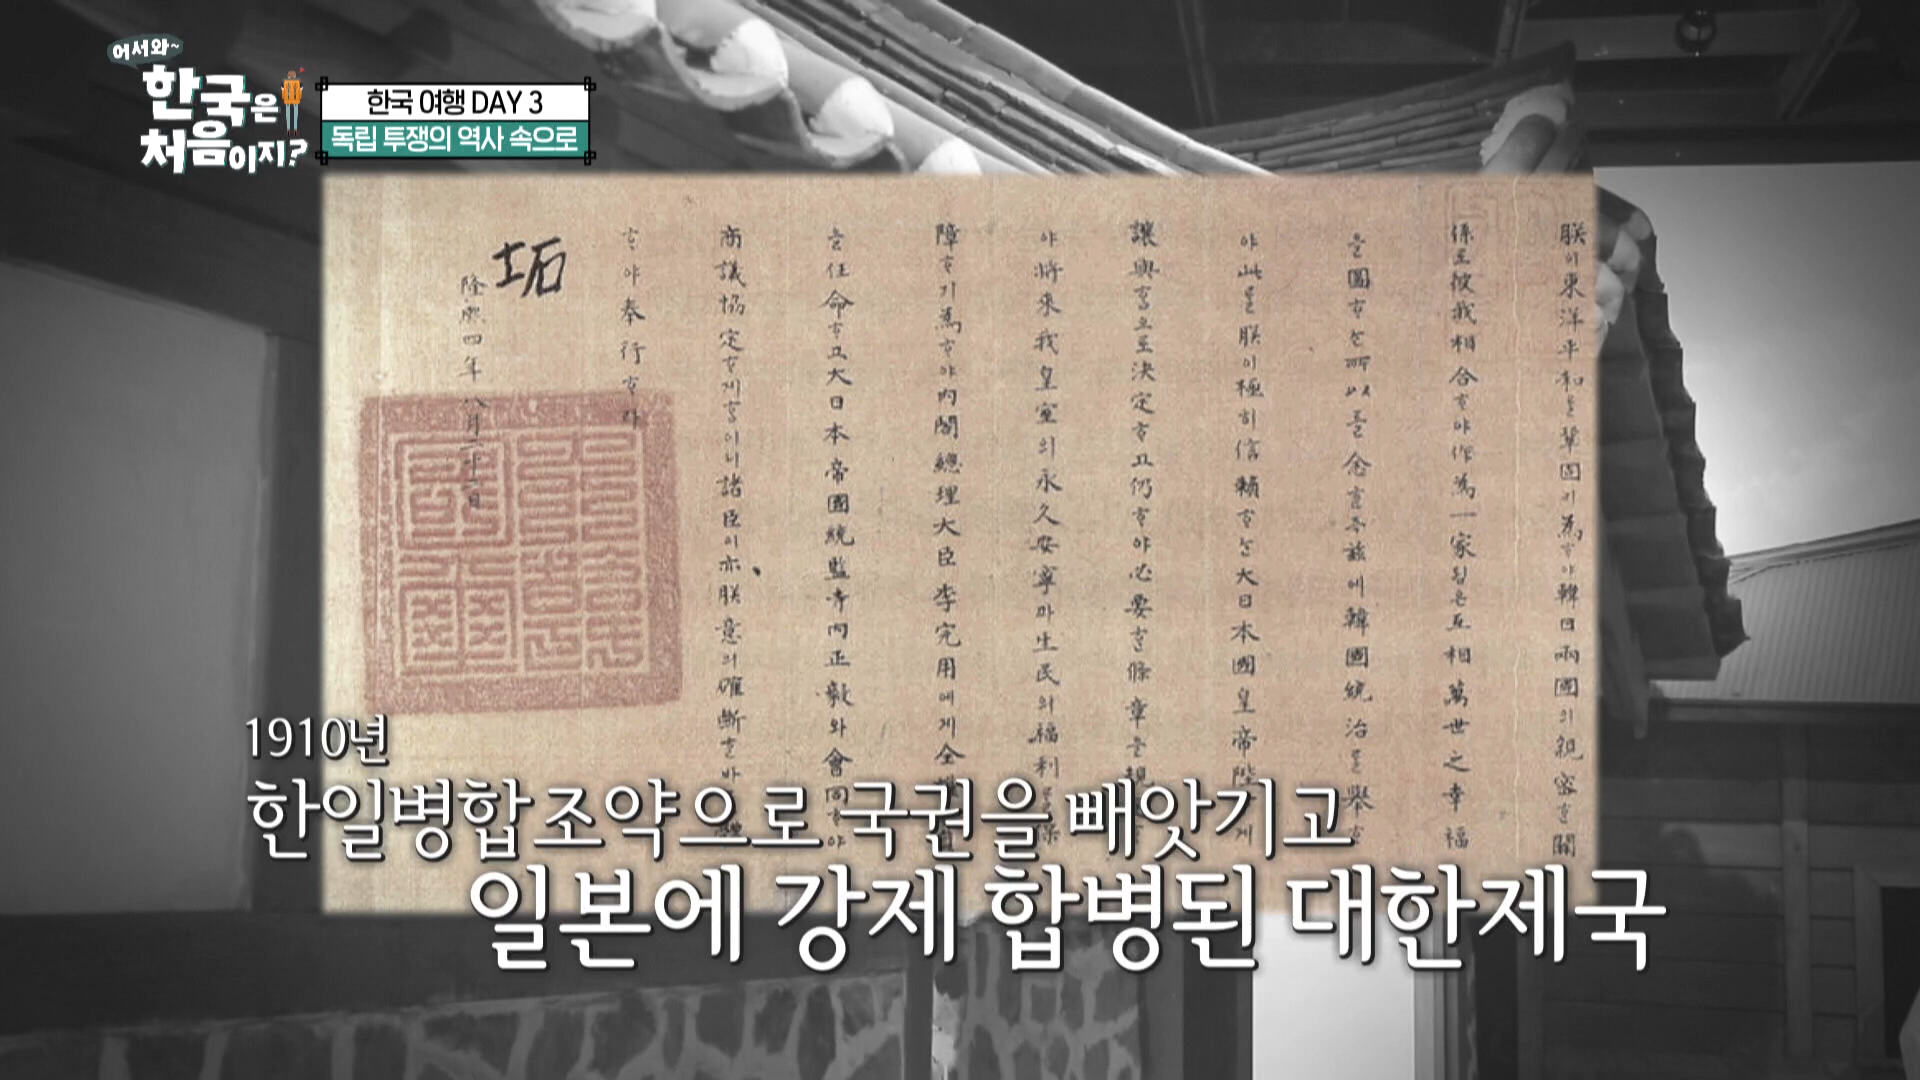 어서와~
한국은
처음이지?
한국 여행 DAY 3
독립 투쟁의 역사 속으로
朕이東洋平和를鞏固기爲ᄒᆞ야韓日兩國의親密ᄒᆞᆫ關
係로彼我相合ᄒᆞ야作爲一家됨은互相萬世之幸福
을圖ᄒᆞᄂᆞᆫ所以를念ᄒᆞᆫ즉玆에韓國統治를擧ᄒᆞ
야此를朕이極히信賴ᄒᆞᄂᆞᆫ大日本國皇帝陛게
讓與ᄒᆞᆷ으로決定ᄒᆞ고仍ᄒᆞ야必要ᄒᆞᆫ條章을規
야將來我皇室의永久安寧과生民의福利를保
障ᄒᆞ기爲ᄒᆞ야內閣總理大臣李完用에게全
을任命ᄒᆞ고大日本帝國統監寺內正毅와會同ᄒᆞ야
商議協定ᄒᆞ게ᄒᆞᆷ이니諸臣이亦朕意의確斷ᄒᆞᆫ바
ᄒᆞ야奉行ᄒᆞ라
坧
隆熙四年八月二十二日
1910년
한일병합 조약으로 국권을 빼앗기고
일본에 강제 합병된 대한제국